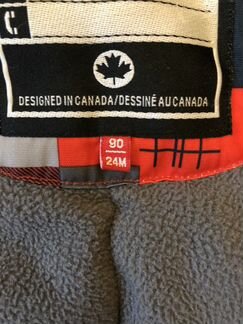 DESIGNED IN CANADA/DESSINÉ AU CANADA
90
24M